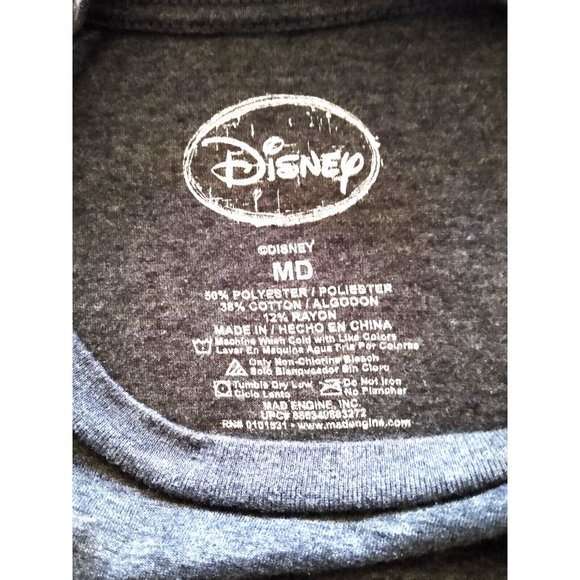 Disney
©DISNEY
MD
50% POLYESTER / POLIESTER
38% COTTON / ALGODON
12% RAYON
MADE IN / HECHO EN CHINA
Machine Wash Cold with Like Colors
Lavar En Maquina Agua Fria Por Colores
Only Non-Chlorine Bleach
Solo Blanqueador Sin Cloro
Tumble Dry Low Do Not Iron
Ciclo Lento No Planchar
MAD ENGINE, INC.
UPC# 886340683272
RN# 0101531 • www.madengine.com